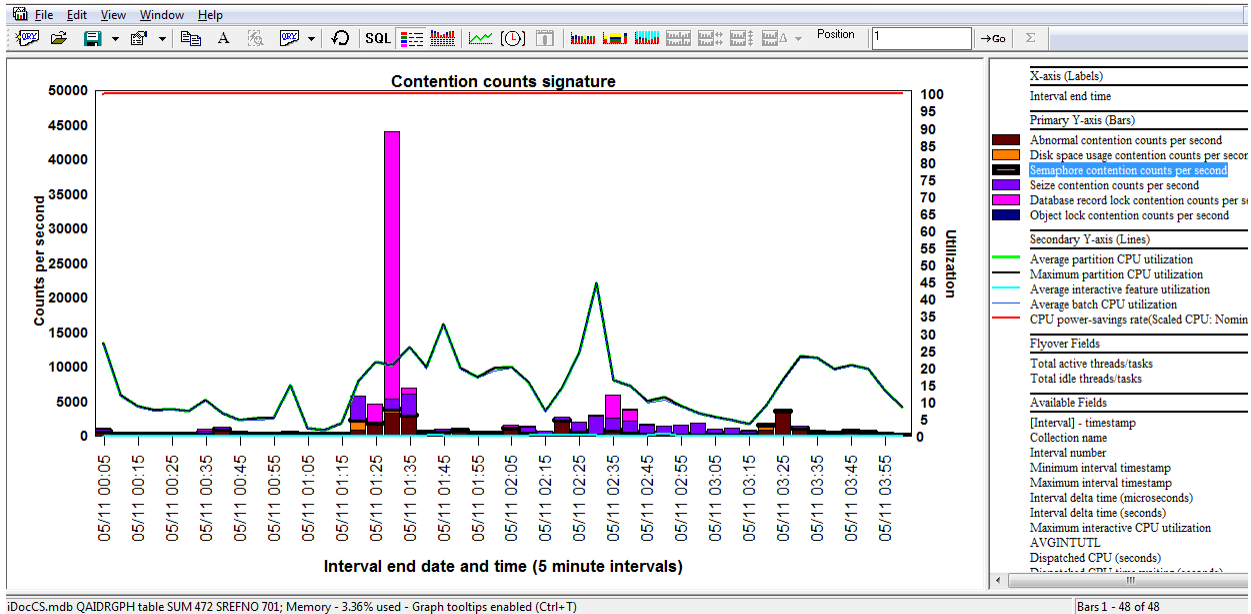 File Edit View Window Help
QRY A QRY SQL Position 1 Go Σ
Contention counts signature
50000
45000
40000
35000
30000
25000
20000
15000
10000
5000
0
Counts per second
100
95
90
85
80
75
70
65
60
55
50
45
40
35
30
25
20
15
10
5
0
Utilization
05/11 00:05
05/11 00:15
05/11 00:25
05/11 00:35
05/11 00:45
05/11 00:55
05/11 01:05
05/11 01:15
05/11 01:25
05/11 01:35
05/11 01:45
05/11 01:55
05/11 02:05
05/11 02:15
05/11 02:25
05/11 02:35
05/11 02:45
05/11 02:55
05/11 03:05
05/11 03:15
05/11 03:25
05/11 03:35
05/11 03:45
05/11 03:55
Interval end date and time (5 minute intervals)
X-axis (Labels)
Interval end time
Primary Y-axis (Bars)
Abnormal contention counts per second
Disk space usage contention counts per secon
Semaphore contention counts per second
Seize contention counts per second
Database record lock contention counts per se
Object lock contention counts per second
Secondary Y-axis (Lines)
Average partition CPU utilization
Maximum partition CPU utilization
Average interactive feature utilization
Average batch CPU utilization
CPU power-savings rate(Scaled CPU: Nomin
Flyover Fields
Total active threads/tasks
Total idle threads/tasks
Available Fields
[Interval] - timestamp
Collection name
Interval number
Minimum interval timestamp
Maximum interval timestamp
Interval delta time (microseconds)
Interval delta time (seconds)
Maximum interactive CPU utilization
AVGINTUTL
Dispatched CPU (seconds)
Dispatched CPU time waiting (seconds)
iDocCS.mdb QAIDRGPH table SUM 472 SREFNO 701; Memory - 3.36% used - Graph tooltips enabled (Ctrl+T)
Bars 1 - 48 of 48